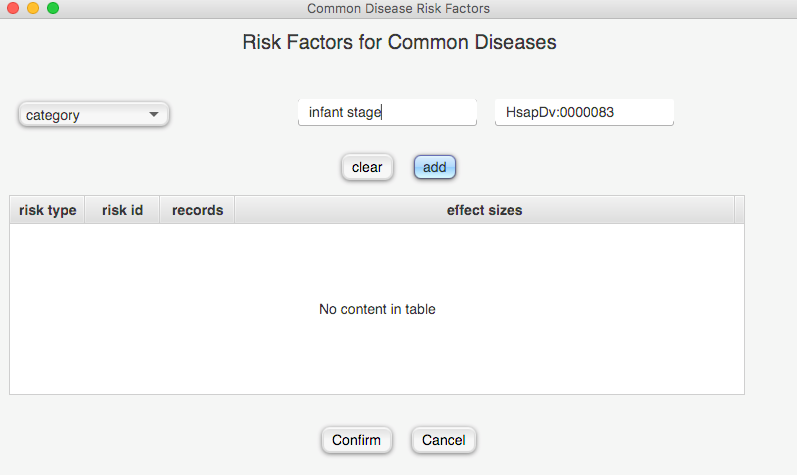 Common Disease Risk Factors
Risk Factors for Common Diseases
category infant stage HsapDv:0000083
clear add
risk type risk id records effect sizes
No content in table
Confirm Cancel